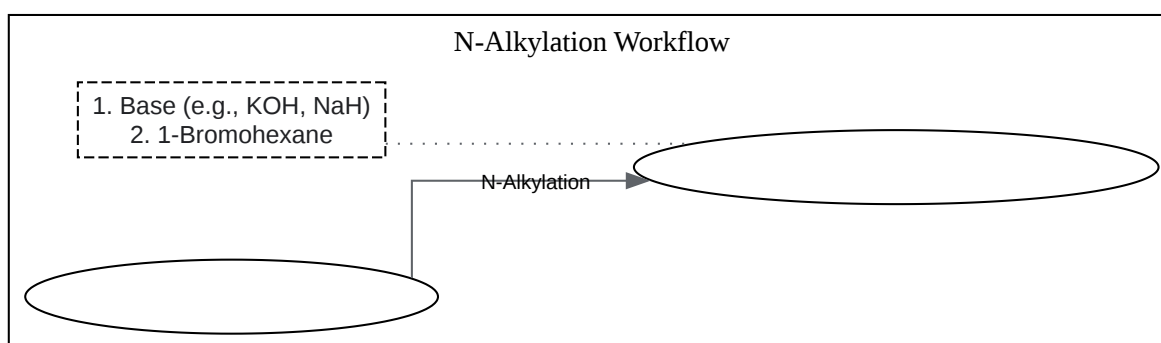 N-Alkylation Workflow
1. Base (e.g., KOH, NaH)
2. 1-Bromohexane
N-Alkylation